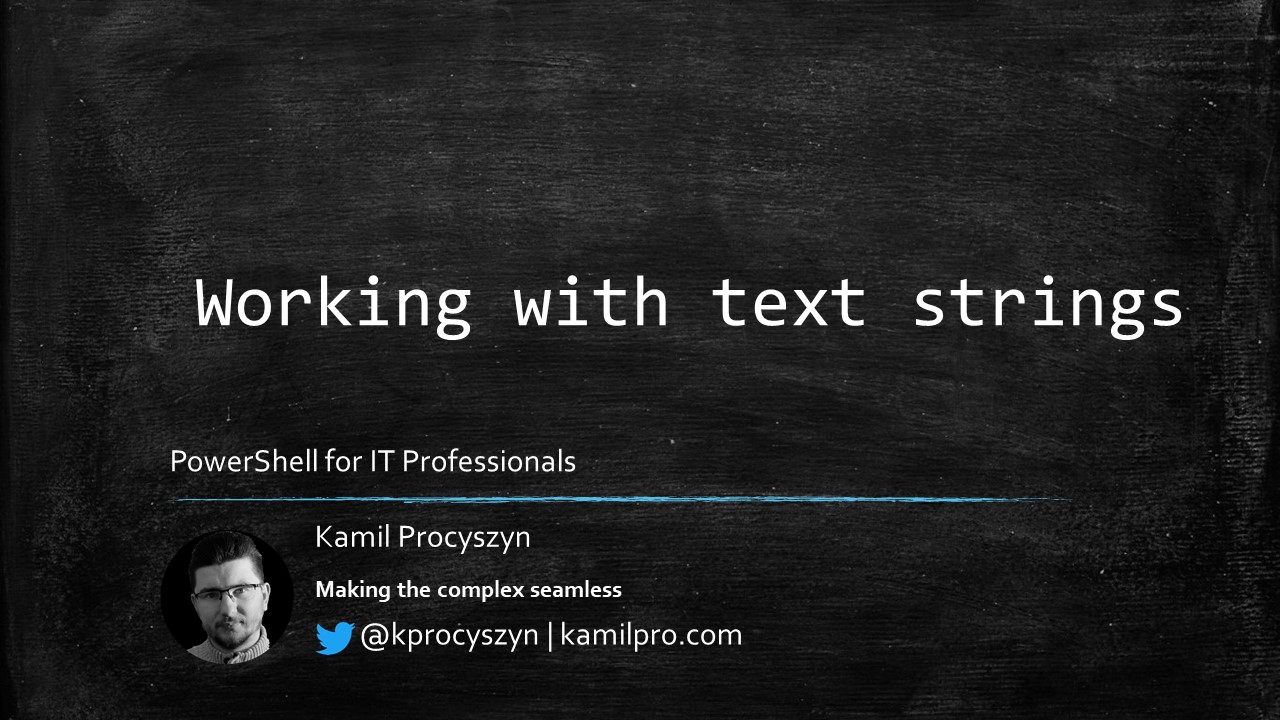 Working with text strings
PowerShell for IT Professionals
Kamil Procyszyn
Making the complex seamless
@kprocyszyn | kamilpro.com